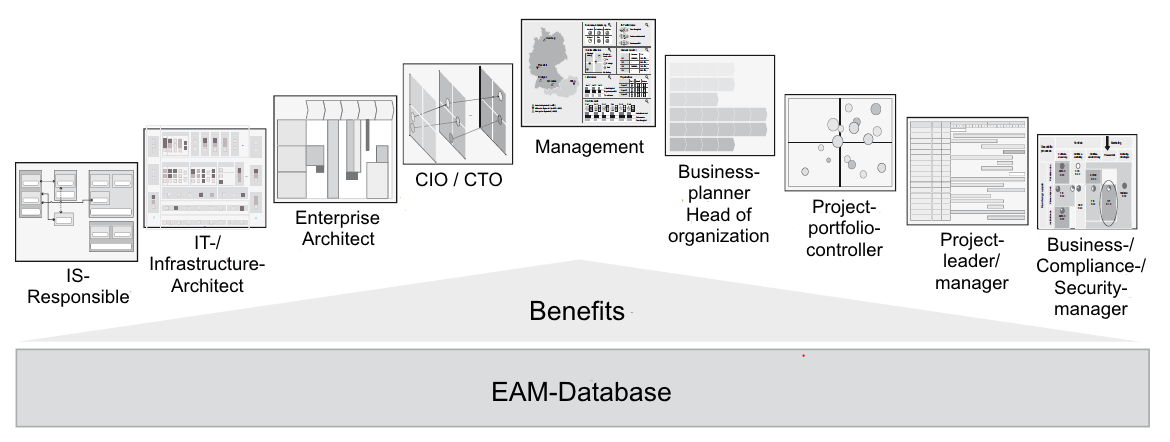 Management
CIO / CTO
Business-
planner
Head of
organization
Enterprise
Architect
Project-
portfolio-
controller
IT-/
Infrastructure-
Architect
Project-
leader/
manager
Business-/
Compliance-/
Security-
manager
IS-
Responsible
Benefits
EAM-Database